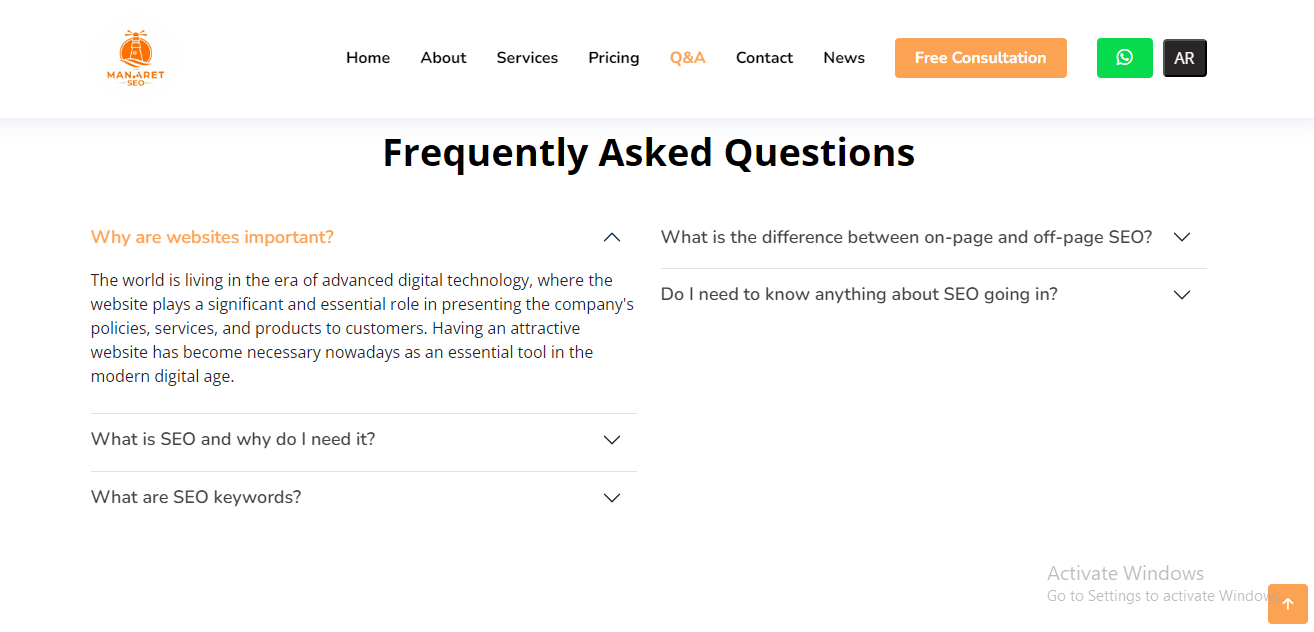 MANARET
SEO
Home
About
Services
Pricing
Q&A
Contact
News
Free Consultation
AR
Frequently Asked Questions
Why are websites important?
The world is living in the era of advanced digital technology, where the
website plays a significant and essential role in presenting the company's
policies, services, and products to customers. Having an attractive
website has become necessary nowadays as an essential tool in the
modern digital age.
What is SEO and why do I need it?
What are SEO keywords?
What is the difference between on-page and off-page SEO?
Do I need to know anything about SEO going in?
Activate Windows
Go to Settings to activate Windows